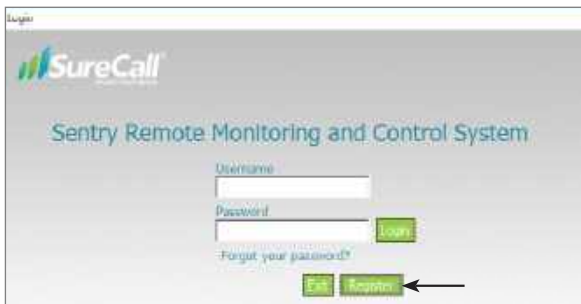 Login
SureCall
Sentry Remote Monitoring and Control System
Username
Password
Login
Forgot your password?
Exit Register